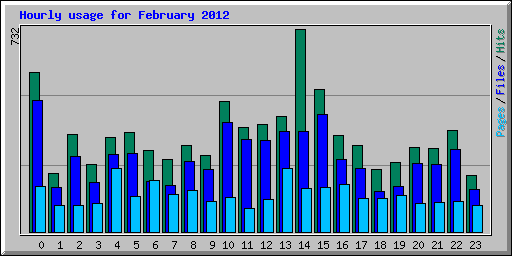 Hourly usage for February 2012
732
Pages/Files/Hits
0 1 2 3 4 5 6 7 8 9 10 11 12 13 14 15 16 17 18 19 20 21 22 23